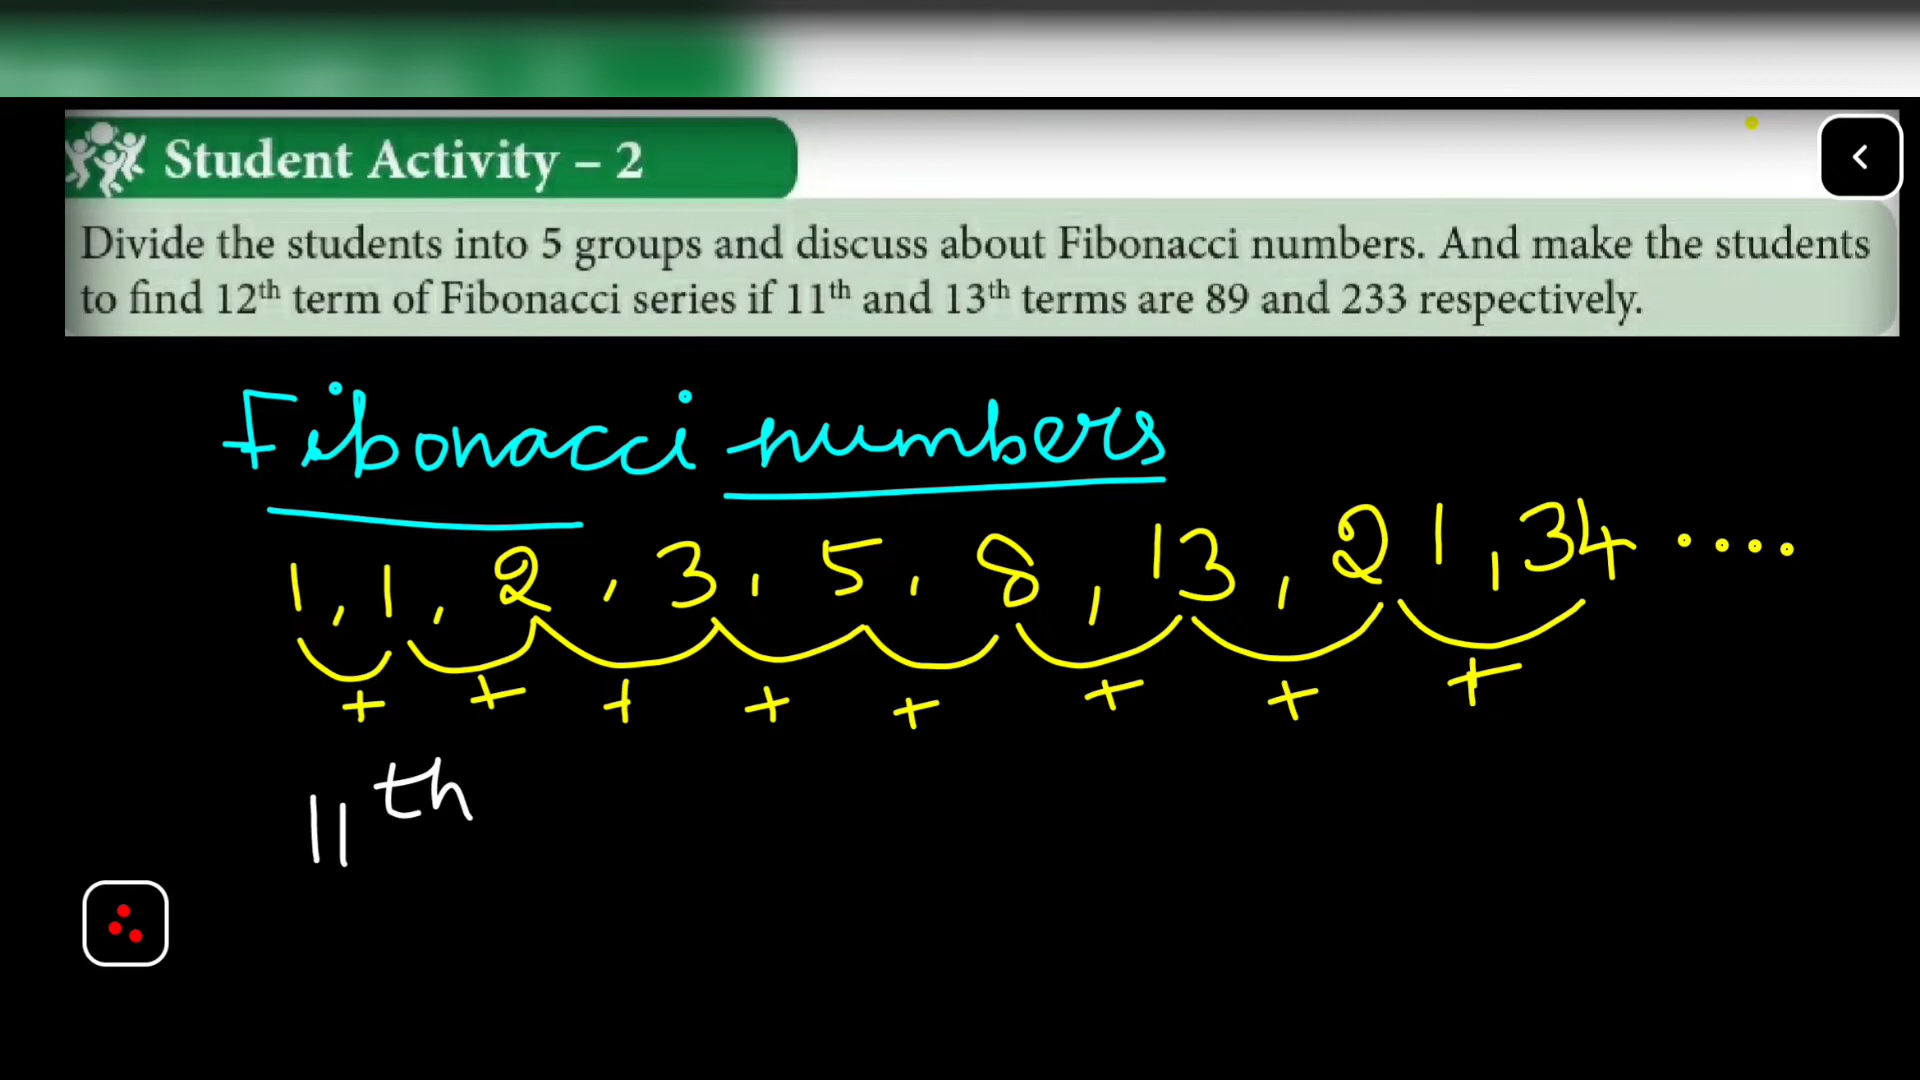 Student Activity – 2
Divide the students into 5 groups and discuss about Fibonacci numbers. And make the students
to find 12th term of Fibonacci series if 11th and 13th terms are 89 and 233 respectively.
Fibonacci numbers
1, 1, 2, 3, 5, 8, 13, 21, 34 ....
+ + + + + + + +
11th